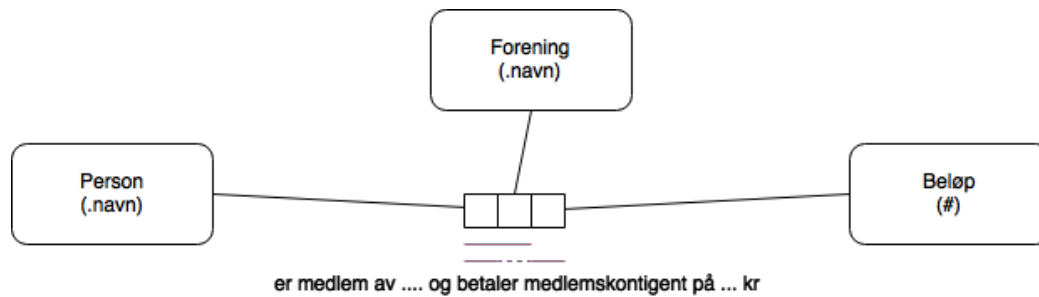 Forening
(.navn)
Person
(.navn)
Beløp
(#)
er medlem av .... og betaler medlemskontigent på ... kr